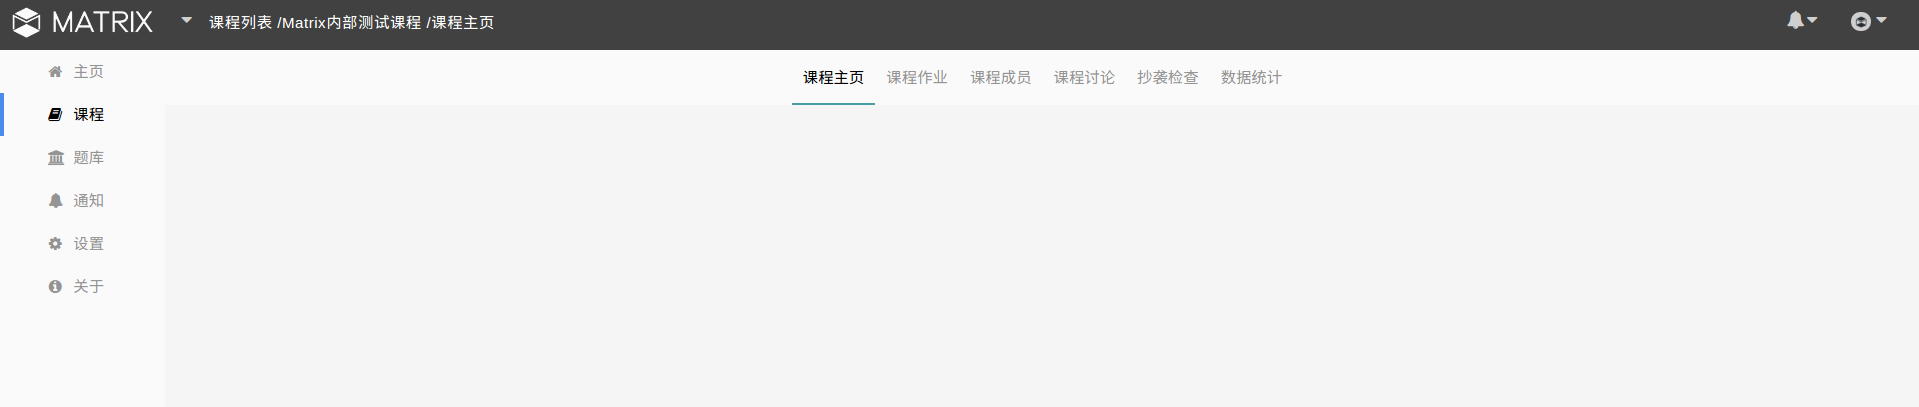 MATRIX 课程列表 /Matrix内部测试课程 /课程主页
课程主页 课程作业 课程成员 课程讨论 抄袭检查 数据统计
主页
课程
题库
通知
设置
关于